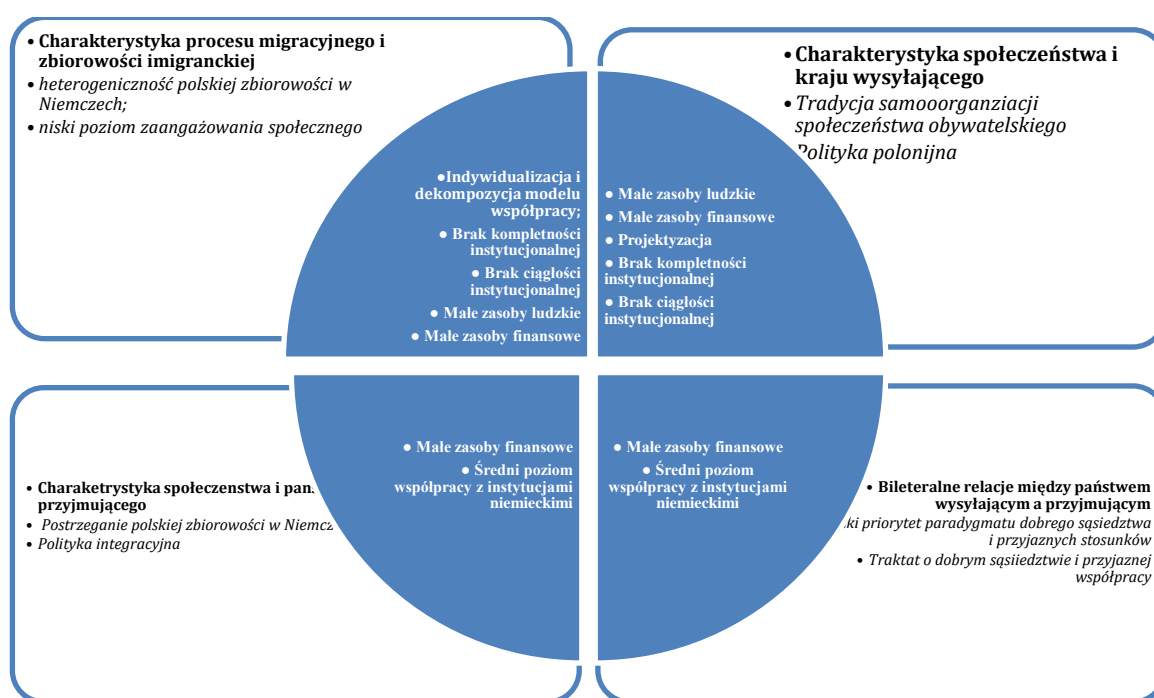 • Charakterystyka procesu migracyjnego i
zbiorowości imigranckiej
• heterogeniczność polskiej zbiorowości w
Niemczech;
• niski poziom zaangażowania społecznego
• Charakterystyka społeczeństwa i
kraju wysyłającego
• Tradycja samooorganziacji
społeczeństwa obywatelskiego
Polityka polonijna
●Indywidualizacja i
dekompozycja modelu
współpracy;
● Brak kompletności
instytucjonalnej
● Brak ciągłości
instytucjonalnej
● Małe zasoby ludzkie
● Małe zasoby finansowe
● Małe zasoby ludzkie
● Małe zasoby finansowe
● Projektyzacja
● Brak kompletności
instytucjonalnej
● Brak ciągłości
instytucjonalnej
• Charaketrystyka społeczenstwa i
przyjmującego
• Postrzeganie polskiej zbiorowości w
• Polityka integracyjna
● Małe zasoby finansowe
● Średni poziom
współpracy z instytucjami
niemieckimi
● Małe zasoby finansowe
● Średni poziom
współpracy z instytucjami
niemieckimi
• Bileteralne relacje między państwem
wysyłającym a przyjmującym
priorytet paradygmatu dobrego sąsiedztwa
i przyjaznych stosunków
• Traktat o dobrym sąsiiedztwie i przyjaznej
współpracy